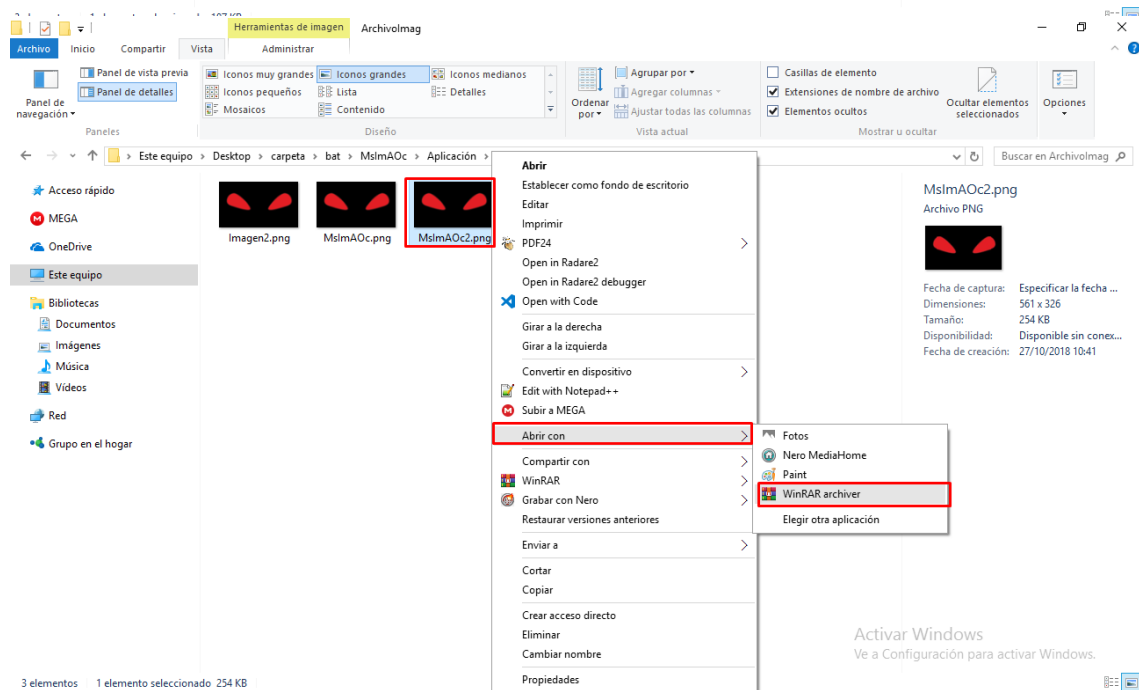 Herramientas de imagen
ArchivoImag
Archivo
Inicio
Compartir
Vista
Administrar
Panel de navegación
Panel de vista previa
Panel de detalles
Paneles
Iconos muy grandes
Iconos grandes
Iconos medianos
Iconos pequeños
Lista
Detalles
Mosaicos
Contenido
Diseño
Ordenar por
Agrupar por
Agregar columnas
Ajustar todas las columnas
Vista actual
Casillas de elemento
Extensiones de nombre de archivo
Elementos ocultos
Ocultar elementos seleccionados
Mostrar u ocultar
Opciones
Este equipo > Desktop > carpeta > bat > MsImAOc > Aplicación >
Buscar en ArchivoImag
Acceso rápido
MEGA
OneDrive
Este equipo
Bibliotecas
Documentos
Imágenes
Música
Vídeos
Red
Grupo en el hogar
Imagen2.png
MsImAOc.png
MsImAOc2.png
Abrir
Establecer como fondo de escritorio
Editar
Imprimir
PDF24
Open in Radare2
Open in Radare2 debugger
Open with Code
Girar a la derecha
Girar a la izquierda
Convertir en dispositivo
Edit with Notepad++
Subir a MEGA
Abrir con
Compartir con
WinRAR
Grabar con Nero
Restaurar versiones anteriores
Enviar a
Cortar
Copiar
Crear acceso directo
Eliminar
Cambiar nombre
Propiedades
Fotos
Nero MediaHome
Paint
WinRAR archiver
Elegir otra aplicación
MsImAOc2.png
Archivo PNG
Fecha de captura: Especificar la fecha ...
Dimensiones: 561 x 326
Tamaño: 254 KB
Disponibilidad: Disponible sin conex...
Fecha de creación: 27/10/2018 10:41
Activar Windows
Ve a Configuración para activar Windows.
3 elementos
1 elemento seleccionado 254 KB